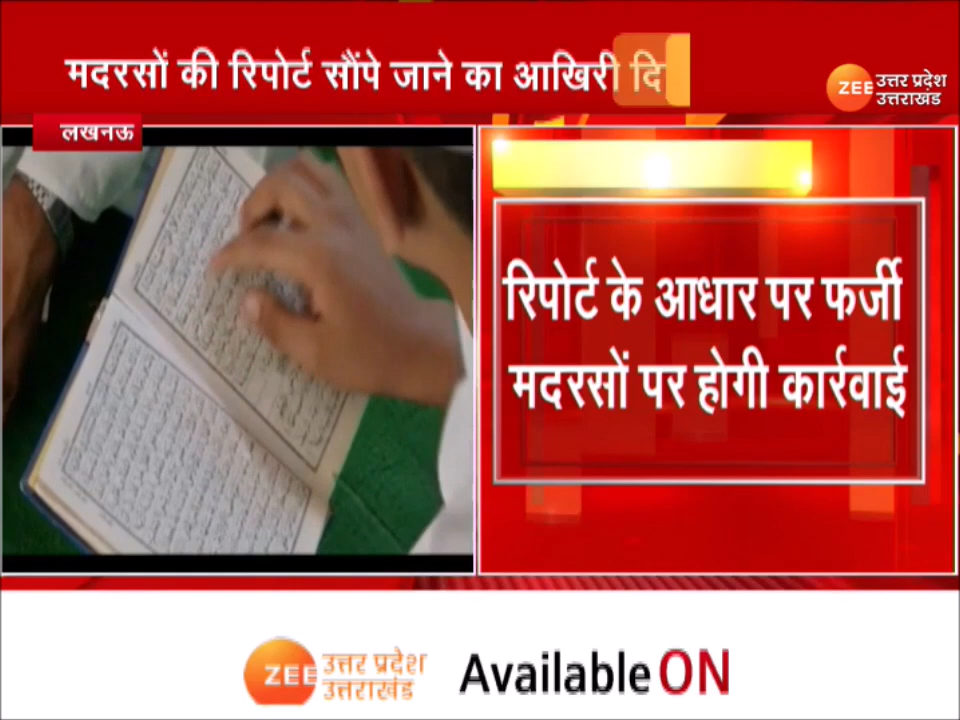 मदरसों की रिपोर्ट सौंपे जाने का आखिरी
ZEE उत्तर प्रदेश
उत्तराखंड
लखनऊ
रिपोर्ट के आधार पर फर्जी
मदरसों पर होगी कार्रवाई
ZEE उत्तर प्रदेश
उत्तराखंड
Available ON